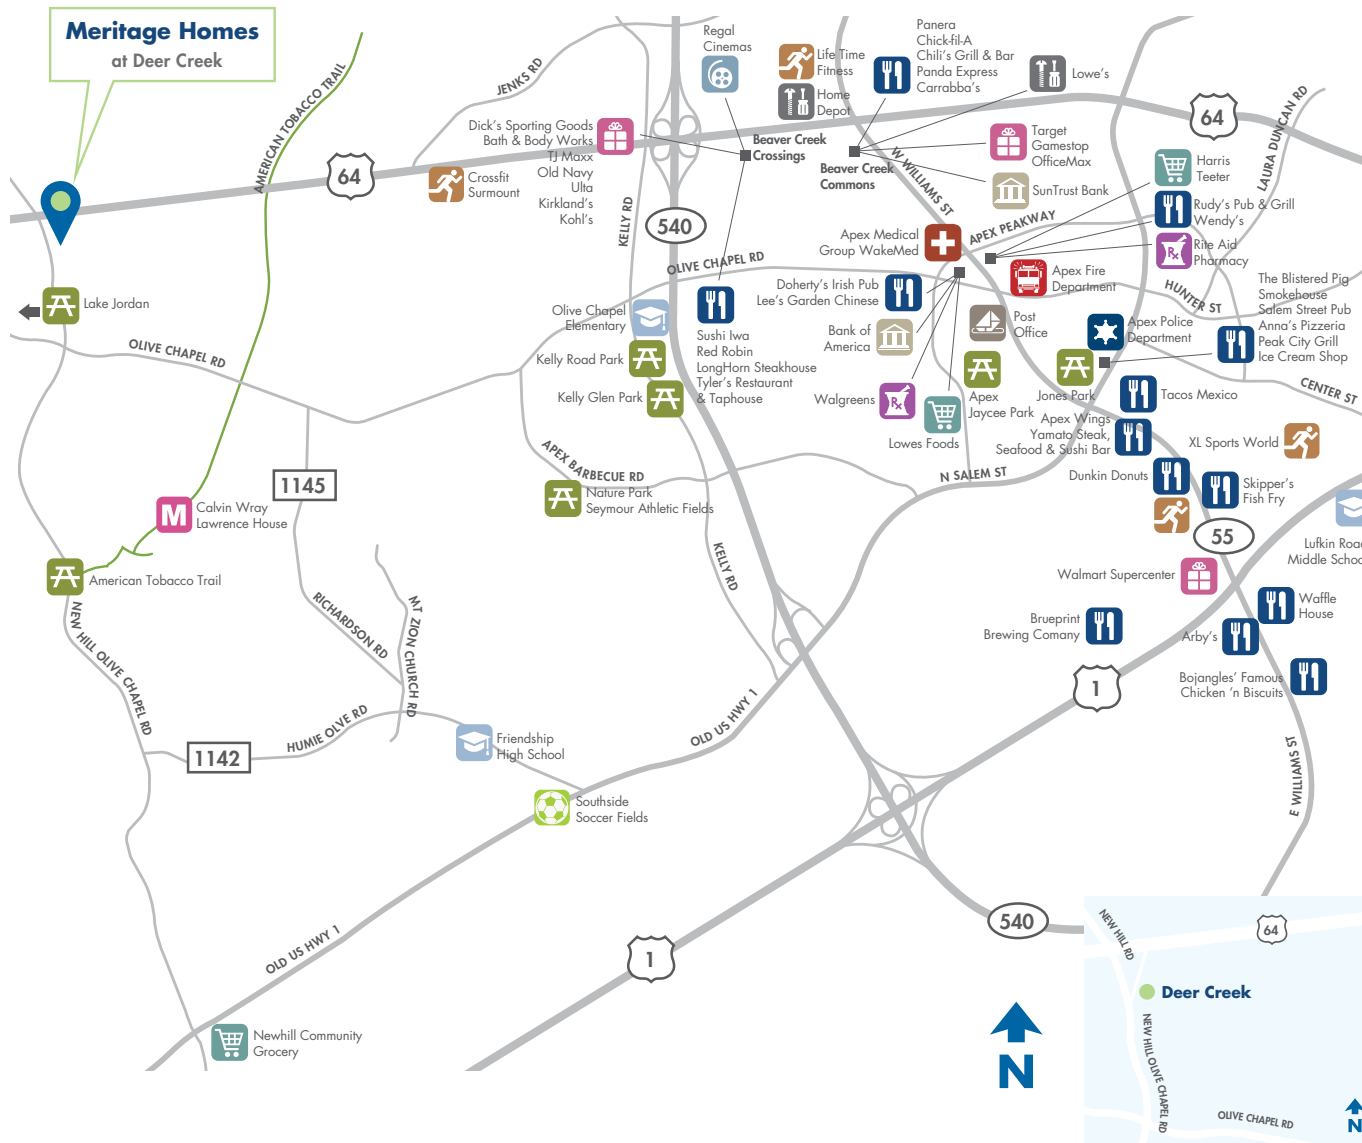 Meritage Homes
at Deer Creek
AMERICAN TOBACCO TRAIL
JENKS RD
64
Crossfit
Surmount
Dick's Sporting Goods
Bath & Body Works
TJ Maxx
Old Navy
Ulta
Kirkland's
Kohl's
KELLY RD
540
Regal
Cinemas
Beaver Creek
Crossings
Life Time
Fitness
Home
Depot
Panera
Chick-fil-A
Chili's Grill & Bar
Panda Express
Carrabba's
Lowe's
Beaver Creek
Commons
Target
Gamestop
OfficeMax
SunTrust Bank
W WILLIAMS ST
APEX PEAKWAY
64
LAURA DUNCAN RD
Harris
Teeter
Rudy's Pub & Grill
Wendy's
Rite Aid
Pharmacy
Apex Medical
Group WakeMed
OLIVE CHAPEL RD
Doherty's Irish Pub
Lee's Garden Chinese
Bank of
America
Walgreens
Lowes Foods
Apex Fire
Department
Post
Office
Apex
Jaycee Park
HUNTER ST
Apex Police
Department
Jones Park
The Blistered Pig
Smokehouse
Salem Street Pub
Anna's Pizzeria
Peak City Grill
Ice Cream Shop
CENTER ST
Tacos Mexico
Apex Wings
Yamato Steak,
Seafood & Sushi Bar
XL Sports World
Dunkin Donuts
Skipper's
Fish Fry
N SALEM ST
55
Lufkin Road
Middle School
Walmart Supercenter
Waffle
House
Arby's
Brueprint
Brewing Comany
Bojangles' Famous
Chicken 'n Biscuits
1
E WILLIAMS ST
Lake Jordan
OLIVE CHAPEL RD
Olive Chapel
Elementary
Kelly Road Park
Kelly Glen Park
Sushi Iwa
Red Robin
LongHorn Steakhouse
Tyler's Restaurant
& Taphouse
APEX BARBECUE RD
Nature Park
Seymour Athletic Fields
KELLY RD
1145
M
Calvin Wray
Lawrence House
American Tobacco Trail
NEW HILL OLIVE CHAPEL RD
RICHARDSON RD
MT ZION CHURCH RD
HUMIE OLVE RD
1142
Friendship
High School
OLD US HWY 1
Southside
Soccer Fields
OLD US HWY 1
1
540
Newhill Community
Grocery
N
NEW HILL RD
64
Deer Creek
NEW HILL OLIVE CHAPEL RD
OLIVE CHAPEL RD
N